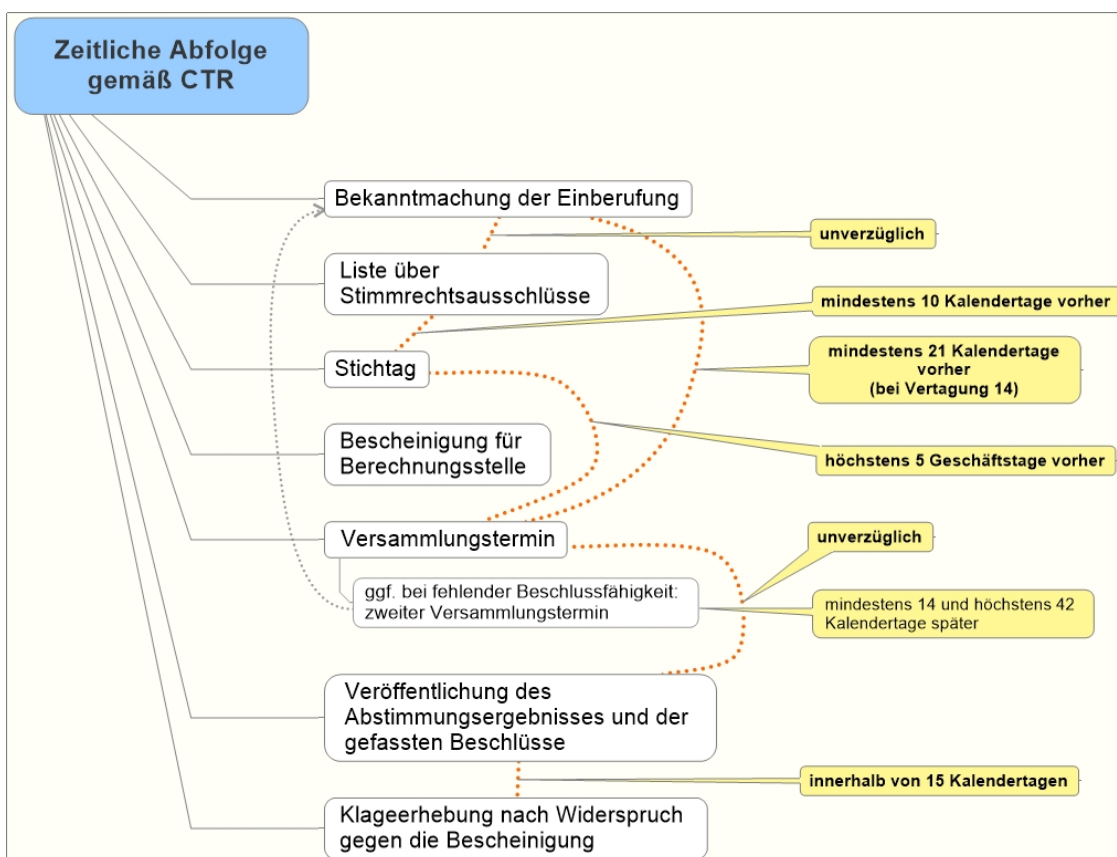 Zeitliche Abfolge
gemäß CTR
Bekanntmachung der Einberufung
unverzüglich
Liste über
Stimmrechtsausschlüsse
mindestens 10 Kalendertage vorher
mindestens 21 Kalendertage
vorher
(bei Vertagung 14)
Stichtag
Bescheinigung für
Berechnungsstelle
höchstens 5 Geschäftstage vorher
Versammlungstermin
unverzüglich
ggf. bei fehlender Beschlussfähigkeit:
zweiter Versammlungstermin
mindestens 14 und höchstens 42
Kalendertage später
Veröffentlichung des
Abstimmungsergebnisses und der
gefassten Beschlüsse
innerhalb von 15 Kalendertagen
Klageerhebung nach Widerspruch
gegen die Bescheinigung